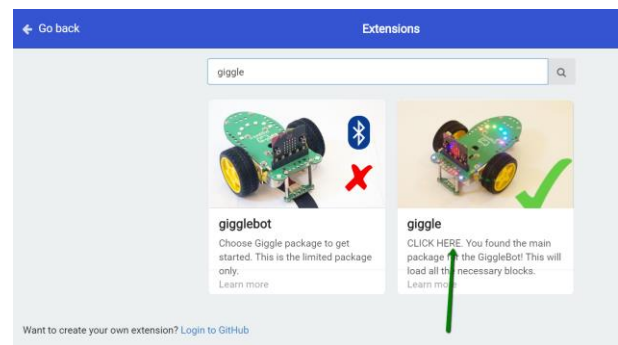 Go back
Extensions
giggle
gigglebot
Choose Giggle package to get
started. This is the limited package
only.
Learn more
giggle
CLICK HERE. You found the main
package for the GiggleBot! This will
load all the necessary blocks.
Learn more
Want to create your own extension? Login to GitHub